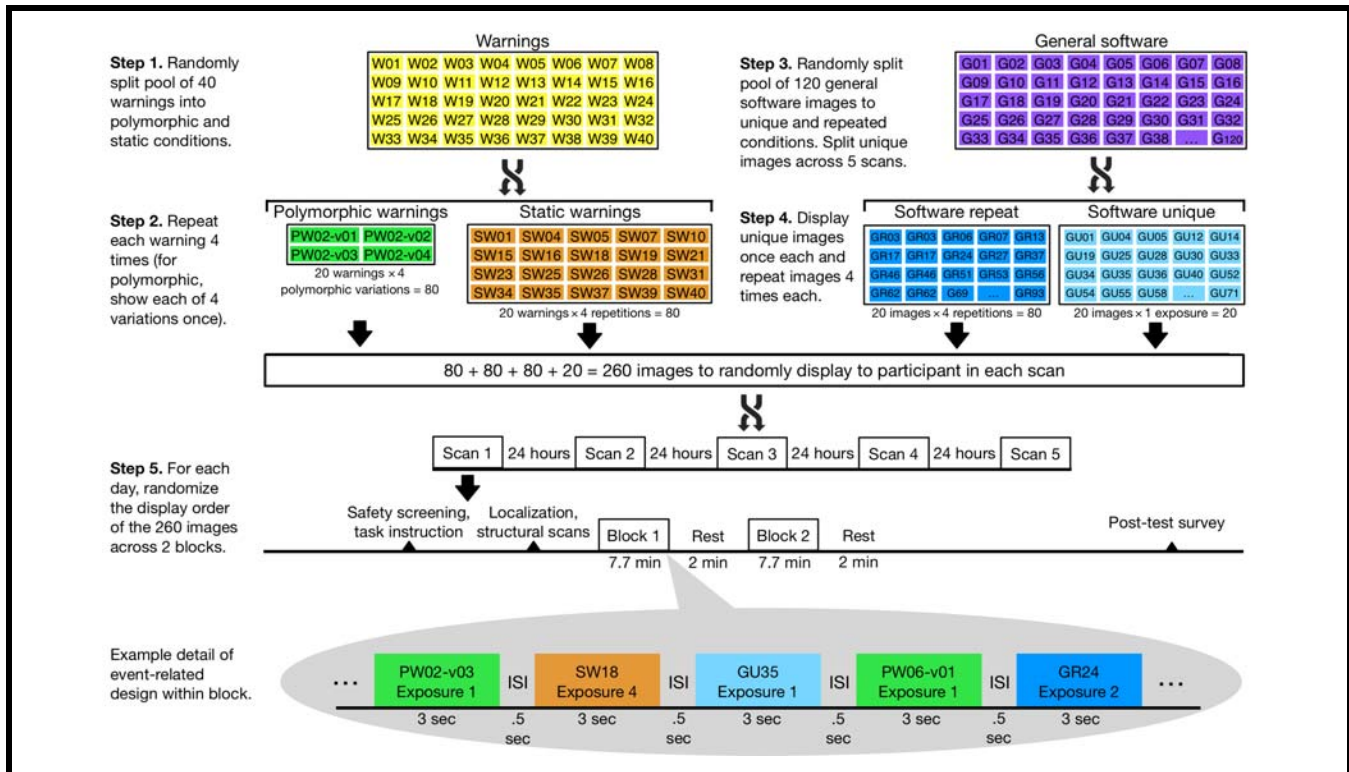 Warnings
General software
Step 1. Randomly
split pool of 40
warnings into
polymorphic and
static conditions.
W01 W02 W03 W04 W05 W06 W07 W08
W09 W10 W11 W12 W13 W14 W15 W16
W17 W18 W19 W20 W21 W22 W23 W24
W25 W26 W27 W28 W29 W30 W31 W32
W33 W34 W35 W36 W37 W38 W39 W40
Step 3. Randomly split
pool of 120 general
software images to
unique and repeated
conditions. Split unique
images across 5 scans.
G01 G02 G03 G04 G05 G06 G07 G08
G09 G10 G11 G12 G13 G14 G15 G16
G17 G18 G19 G20 G21 G22 G23 G24
G25 G26 G27 G28 G29 G30 G31 G32
G33 G34 G35 G36 G37 G38 ... G120
Step 2. Repeat
each warning 4
times (for
polymorphic,
show each of 4
variations once).
Polymorphic warnings
PW02-v01 PW02-v02
PW02-v03 PW02-v04
20 warnings × 4
polymorphic variations = 80
Static warnings
SW01 SW04 SW05 SW07 SW10
SW15 SW16 SW18 SW19 SW21
SW23 SW25 SW26 SW28 SW31
SW34 SW35 SW37 SW39 SW40
20 warnings × 4 repetitions = 80
Step 4. Display
unique images
once each and
repeat images 4
times each.
Software repeat
GR03 GR03 GR06 GR07 GR13
GR17 GR17 GR24 GR27 GR37
GR46 GR46 GR51 GR53 GR56
GR62 GR62 G69 ... GR93
20 images × 4 repetitions = 80
Software unique
GU01 GU04 GU05 GU12 GU14
GU19 GU25 GU28 GU30 GU33
GU34 GU35 GU36 GU40 GU52
GU54 GU55 GU58 ... GU71
20 images × 1 exposure = 20
80 + 80 + 80 + 20 = 260 images to randomly display to participant in each scan
Scan 1 24 hours Scan 2 24 hours Scan 3 24 hours Scan 4 24 hours Scan 5
Step 5. For each
day, randomize
the display order
of the 260 images
across 2 blocks.
Safety screening,
task instruction
Localization,
structural scans
Block 1 Rest Block 2 Rest
7.7 min 2 min 7.7 min 2 min
Post-test survey
Example detail of
event-related
design within block.
...
PW02-v03
Exposure 1
ISI
SW18
Exposure 4
ISI
GU35
Exposure 1
ISI
PW06-v01
Exposure 1
ISI
GR24
Exposure 2
...
3 sec .5 3 sec .5 3 sec .5 3 sec .5 3 sec
sec sec sec sec